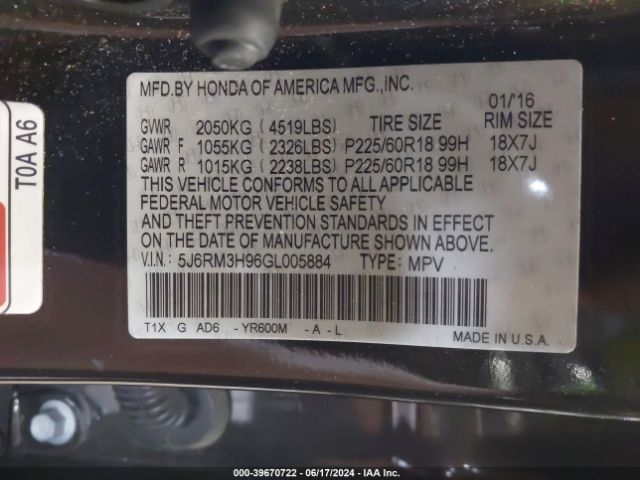 MFD.BY HONDA OF AMERICA MFG.,INC.
01/'16
GVWR 2050KG (4519LBS) TIRE SIZE RIM SIZE
GAWR F 1055KG (2326LBS) P225/60R18 99H 18X7J
GAWR R 1015KG (2238LBS) P225/60R18 99H 18X7J
THIS VEHICLE CONFORMS TO ALL APPLICABLE
FEDERAL MOTOR VEHICLE SAFETY
AND THEFT PREVENTION STANDARDS IN EFFECT
ON THE DATE OF MANUFACTURE SHOWN ABOVE.
V.I.N: 5J6RM3H96GL005884 TYPE: MPV
T1X G AD6 -YR600M -A-L
MADE IN U.S.A.
T0A A6
000-39670722 - 06/17/2024 - IAA Inc.